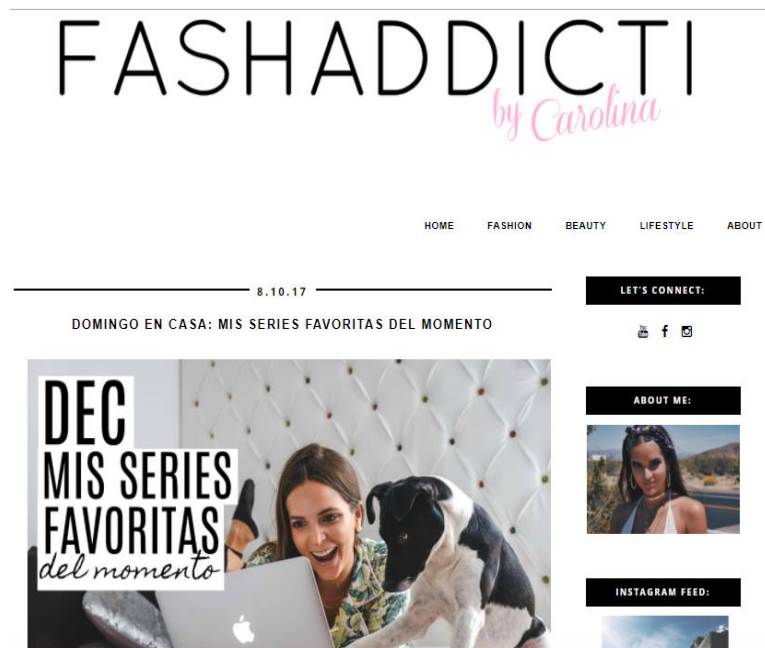 FASHADDICTI
by Carolina
HOME FASHION BEAUTY LIFESTYLE ABOUT
8.10.17
DOMINGO EN CASA: MIS SERIES FAVORITAS DEL MOMENTO
DEC
MIS SERIES
FAVORITAS
del momento
LET'S CONNECT:
You
ABOUT ME:
INSTAGRAM FEED: